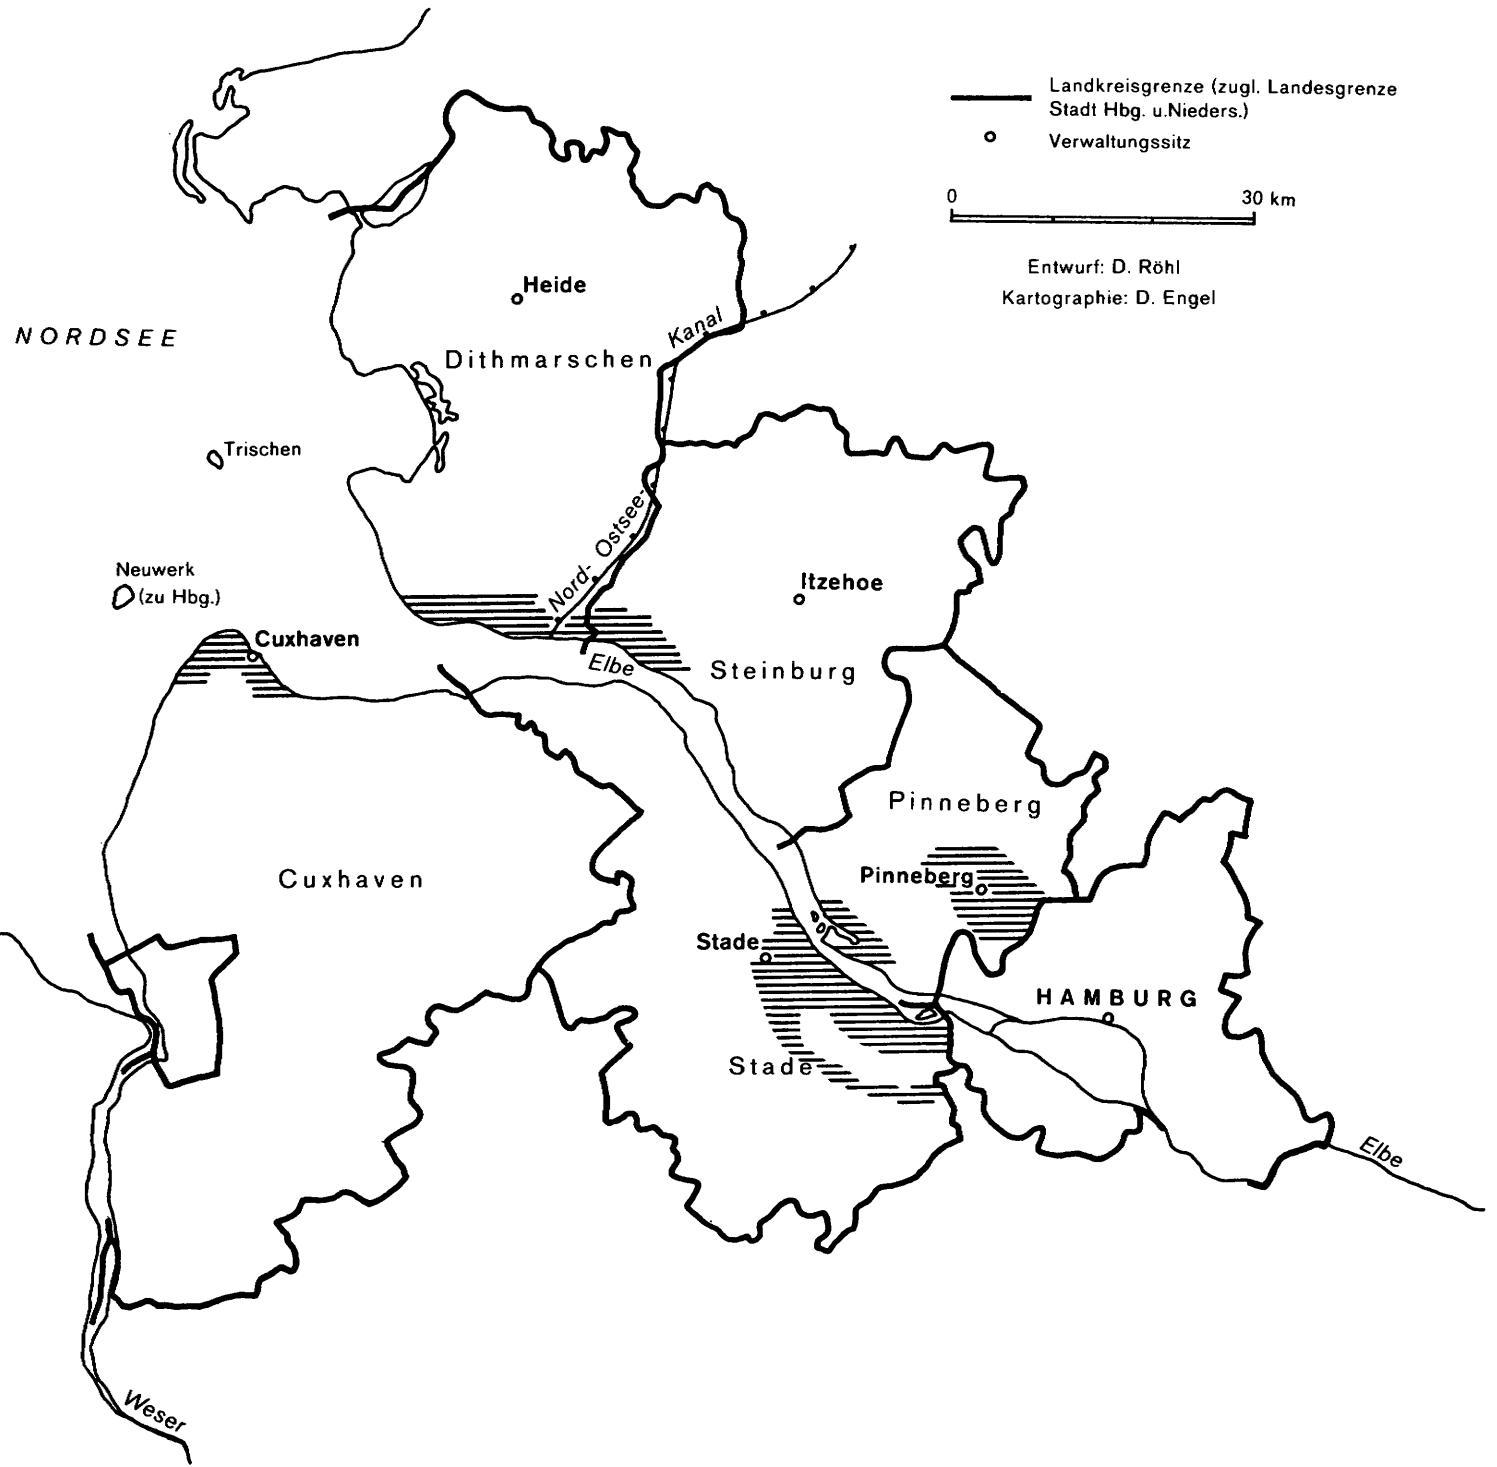 Landkreisgrenze (zugl. Landesgrenze
Stadt Hbg. u.Nieders.)
Verwaltungssitz
0 30 km
Entwurf: D. Röhl
Kartographie: D. Engel
Heide
NORDSEE
Kanal
Dithmarschen
Trischen
Nord- Ostsee-
Neuwerk
(zu Hbg.)
Itzehoe
Cuxhaven
Elbe
Steinburg
Pinneberg
Cuxhaven
Pinneberg
Stade
HAMBURG
Stade
Elbe
Weser